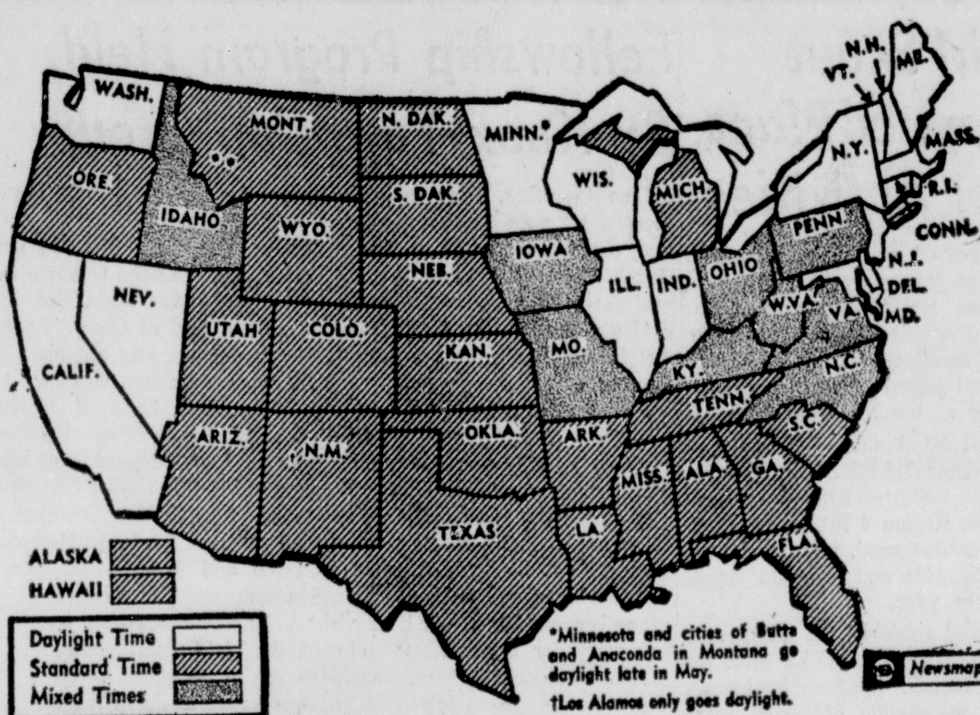 N.H.
VT.
ME.
WASH.
MONT.
N. DAK.
MINN.*
N.Y.
MASS.
**
ORE.
S. DAK.
WIS.
MICH.
R.I.
IDAHO
WYO.
PENN.
CONN.
IOWA
N.J.
NEB.
OHIO
NEV.
ILL.
IND.
DEL.
W.VA.
VA.
MD.
UTAH
COLO.
KAN.
MO.
KY.
N.C.
CALIF.
TENN.
ARIZ.
N.M.
OKLA.
ARK.
S.C.
MISS.
ALA.
GA.
TEXAS
LA.
FLA.
ALASKA
HAWAII
Daylight Time
Standard Time
Mixed Times
*Minnesota and cities of Butte
and Anaconda in Montana go
daylight late in May.
†Los Alamos only goes daylight.
Newsmap